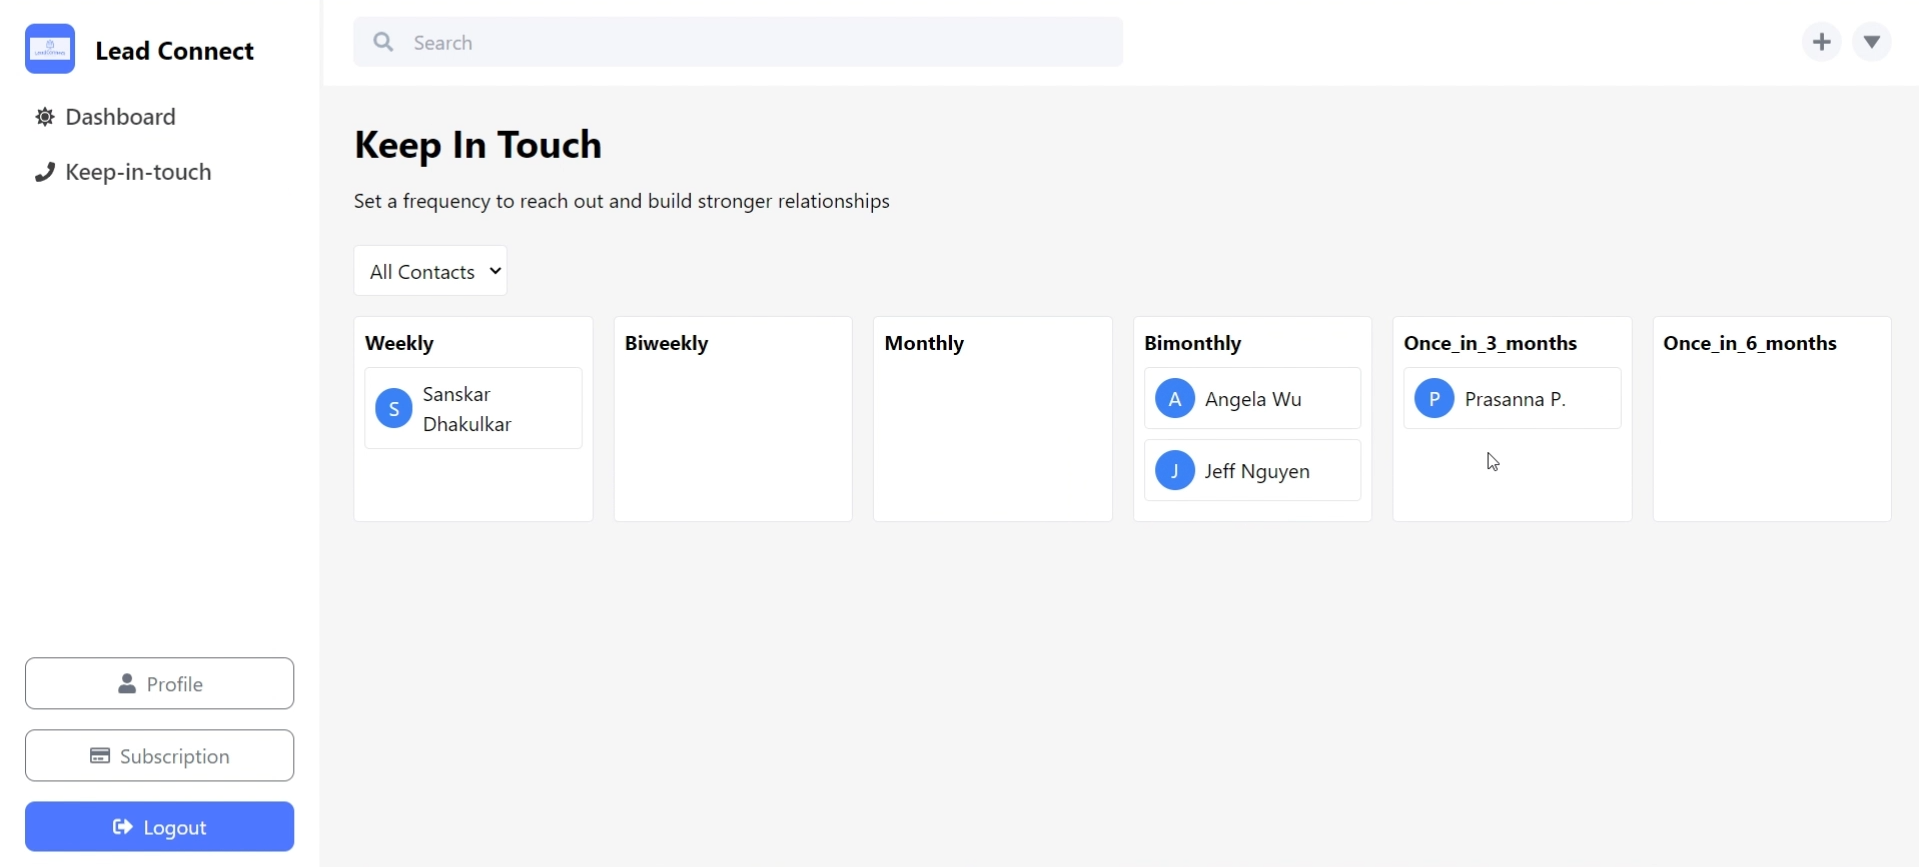 Lead Connect
Search
Dashboard
Keep-in-touch
Keep In Touch
Set a frequency to reach out and build stronger relationships
All Contacts
Weekly
S
Sanskar
Dhakulkar
Biweekly
Monthly
Bimonthly
A Angela Wu
J Jeff Nguyen
Once_in_3_months
P Prasanna P.
Once_in_6_months
Profile
Subscription
Logout